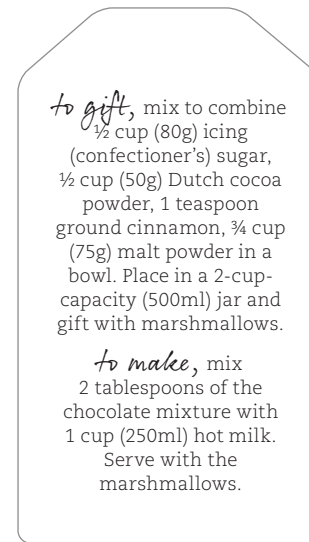 to gift, mix to combine
½ cup (80g) icing
(confectioner’s) sugar,
½ cup (50g) Dutch cocoa
powder, 1 teaspoon
ground cinnamon, ¾ cup
(75g) malt powder in a
bowl. Place in a 2-cup-
capacity (500ml) jar and
gift with marshmallows.
to make, mix
2 tablespoons of the
chocolate mixture with
1 cup (250ml) hot milk.
Serve with the
marshmallows.